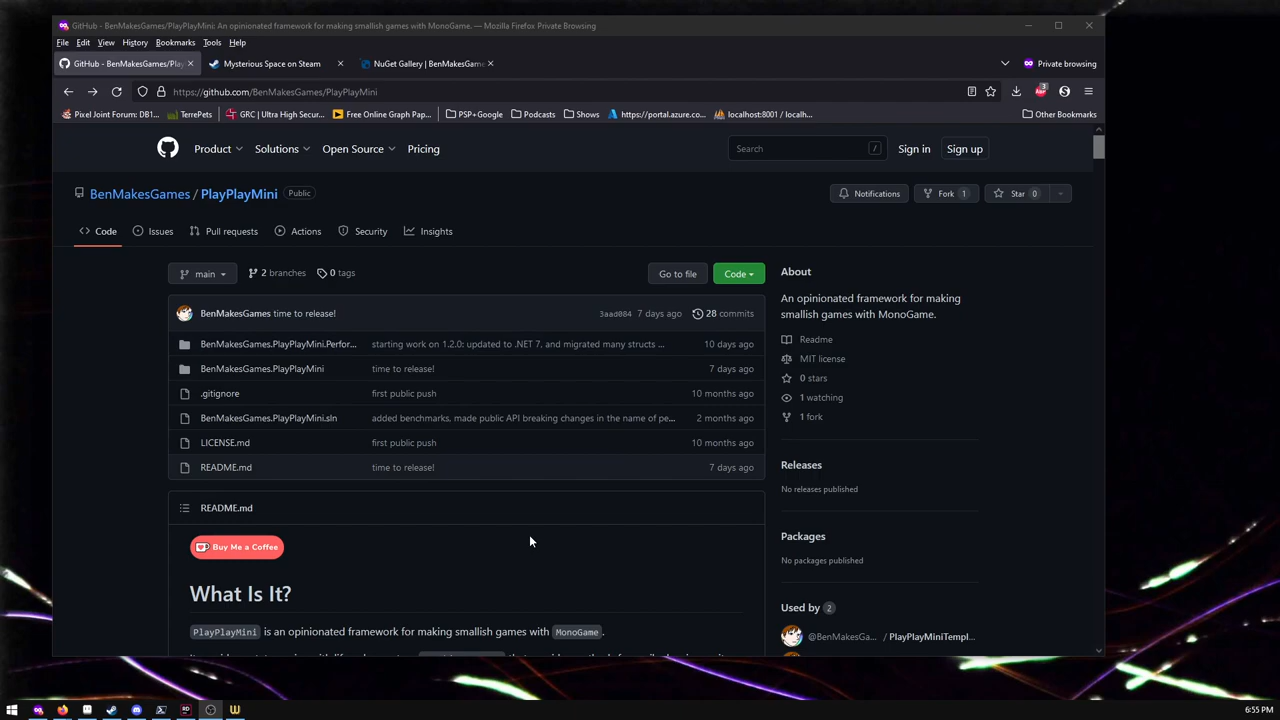 GitHub - BenMakesGames/PlayPlayMini: An opinionated framework for making smallish games with MonoGame. — Mozilla Firefox Private Browsing
File Edit View History Bookmarks Tools Help
GitHub - BenMakesGames/Play
Mysterious Space on Steam
NuGet Gallery | BenMakesGam
Private browsing
https://github.com/BenMakesGames/PlayPlayMini
3
Pixel Joint Forum: DB1... TerrePets GRC | Ultra High Secur... Free Online Graph Pap... PSP+Google Podcasts Shows https://portal.azure.co... localhost:8001 / localh... Other Bookmarks
Product Solutions Open Source Pricing Search / Sign in Sign up
BenMakesGames / PlayPlayMini Public Notifications Fork 1 Star 0
Code Issues Pull requests Actions Security Insights
main 2 branches 0 tags Go to file Code
BenMakesGames time to release! 3aad084 7 days ago 28 commits
BenMakesGames.PlayPlayMini.Perfor... starting work on 1.2.0: updated to .NET 7, and migrated many structs ... 10 days ago
BenMakesGames.PlayPlayMini time to release! 7 days ago
.gitignore first public push 10 months ago
BenMakesGames.PlayPlayMini.sln added benchmarks, made public API breaking changes in the name of pe... 2 months ago
LICENSE.md first public push 10 months ago
README.md time to release! 7 days ago
README.md
Buy Me a Coffee
What Is It?
PlayPlayMini is an opinionated framework for making smallish games with MonoGame.
About
An opinionated framework for making
smallish games with MonoGame.
Readme
MIT license
0 stars
1 watching
1 fork
Releases
No releases published
Packages
No packages published
Used by 2
@BenMakesGa... / PlayPlayMiniTempl...
6:55 PM